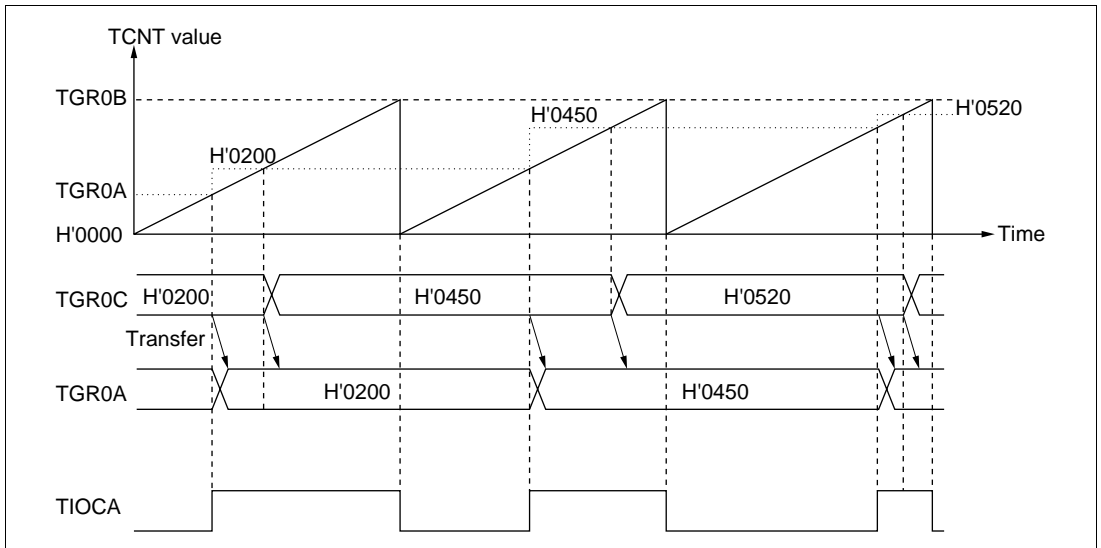 TCNT value
TGR0B
H'0520
H'0450
H'0200
TGR0A
H'0000
Time
TGR0C
H'0200
H'0450
H'0520
Transfer
TGR0A
H'0200
H'0450
TIOCA